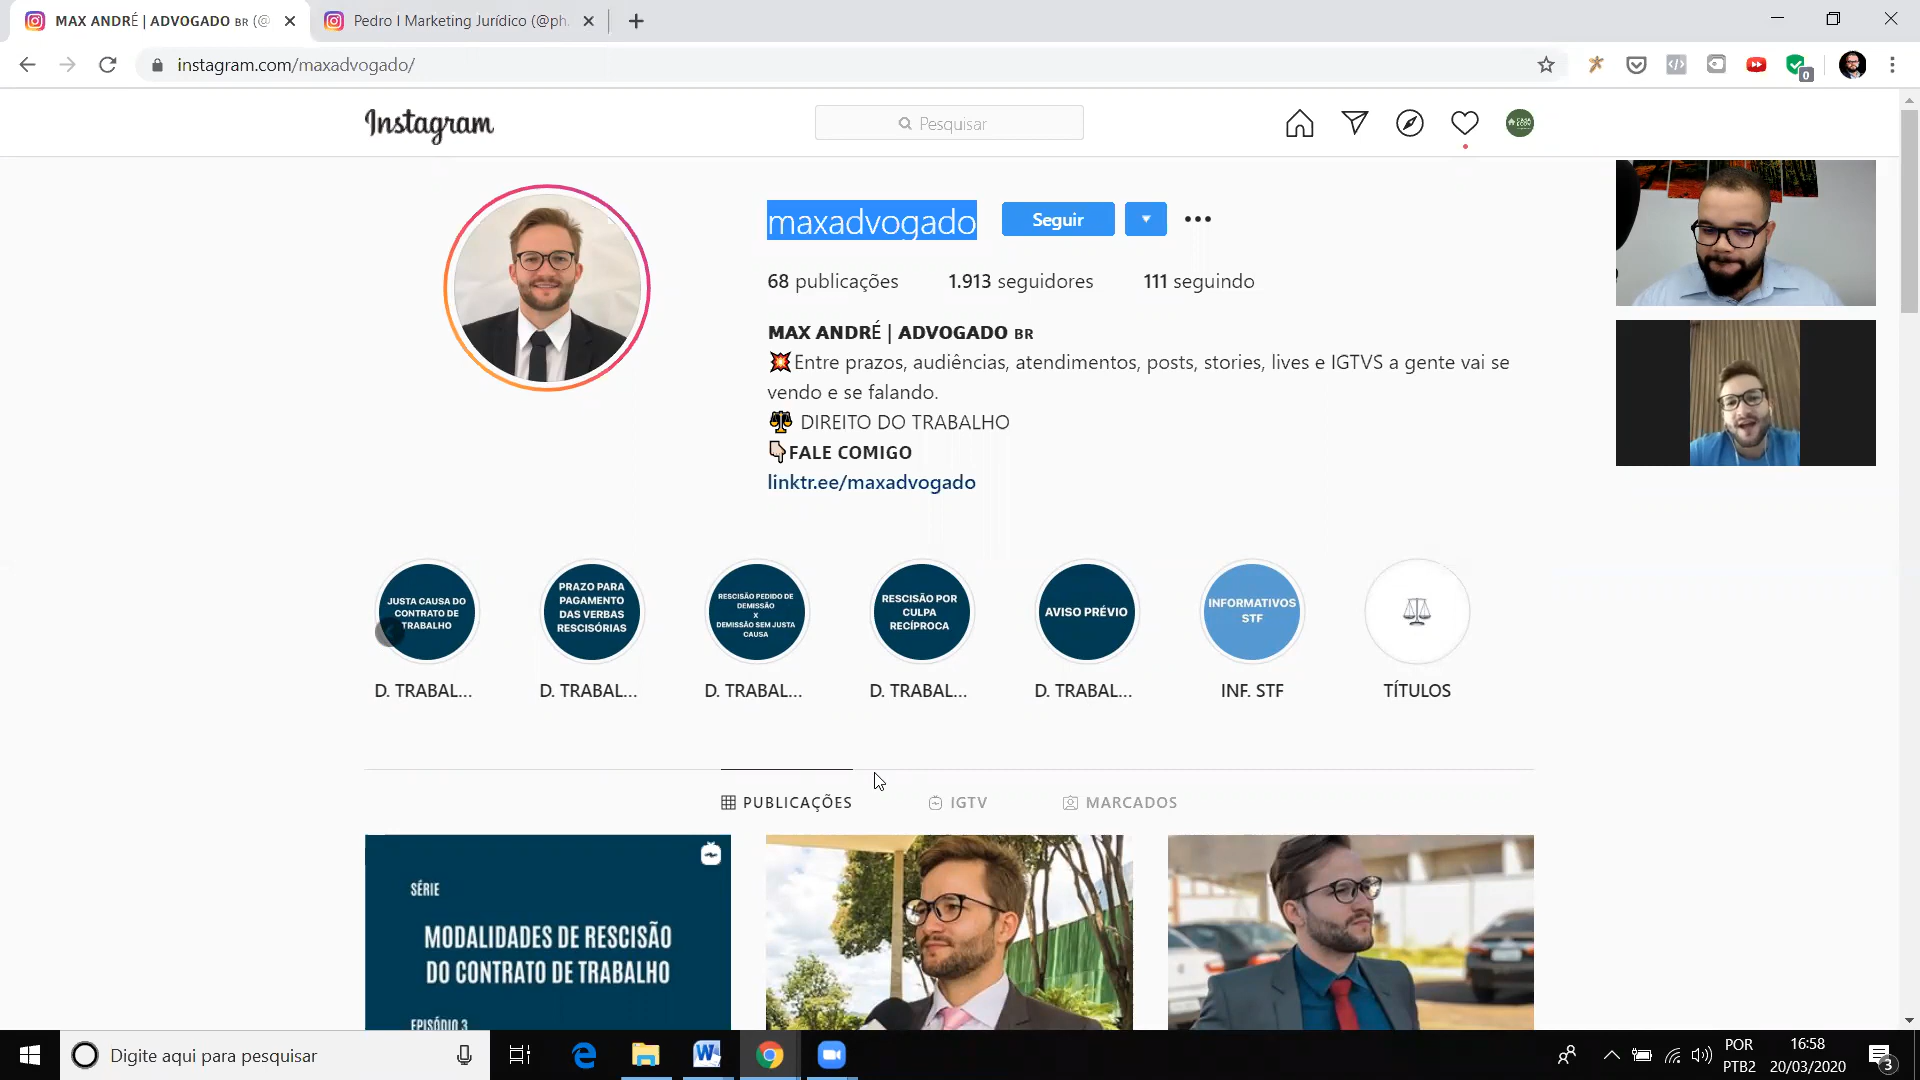 MAX ANDRÉ | ADVOGADO BR (@
Pedro I Marketing Jurídico (@ph.
instagram.com/maxadvogado/
0
Instagram
Pesquisar
maxadvogado
Seguir
68 publicações 1.913 seguidores 111 seguindo
MAX ANDRÉ | ADVOGADO BR
💥Entre prazos, audiências, atendimentos, posts, stories, lives e IGTVS a gente vai se
vendo e se falando.
⚖ DIREITO DO TRABALHO
👇🏻FALE COMIGO
linktr.ee/maxadvogado
JUSTA CAUSA DO
CONTRATO DE
TRABALHO
PRAZO PARA
PAGAMENTO
DAS VERBAS
RESCISÓRIAS
RESCISÃO PEDIDO DE
DEMISSÃO
X
DEMISSÃO SEM JUSTA
CAUSA
RESCISÃO POR
CULPA
RECÍPROCA
AVISO PRÉVIO
INFORMATIVOS
STF
D. TRABAL...
D. TRABAL...
D. TRABAL...
D. TRABAL...
D. TRABAL...
INF. STF
TÍTULOS
PUBLICAÇÕES
IGTV
MARCADOS
SÉRIE
MODALIDADES DE RESCISÃO
DO CONTRATO DE TRABALHO
EPISÓDIO 3
Digite aqui para pesquisar
POR
PTB2
16:58
20/03/2020
3